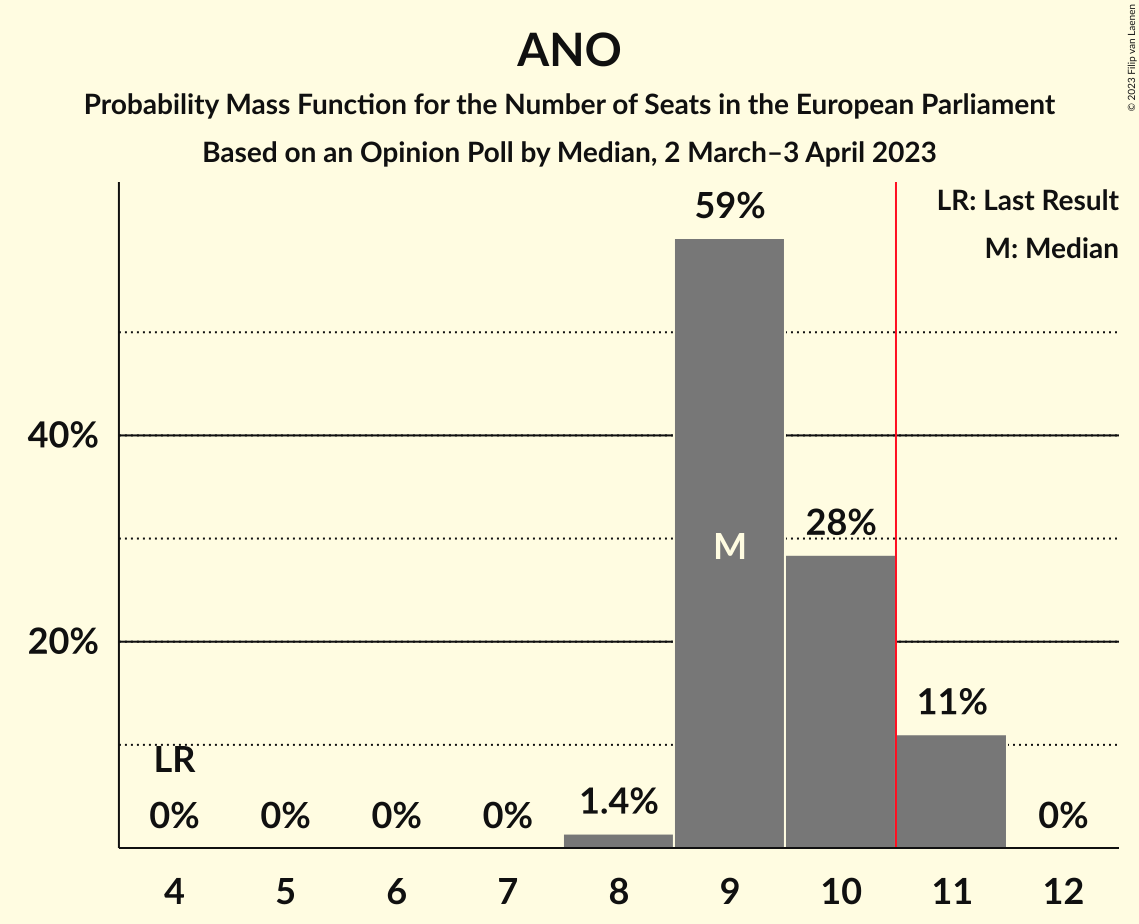 ANO
Probability Mass Function for the Number of Seats in the European Parliament
Based on an Opinion Poll by Median, 2 March–3 April 2023
© 2023 Filip van Laenen
LR: Last Result
M: Median
59%
40%
28%
M
20%
11%
LR
1.4%
0% 0% 0% 0% 0%
4 5 6 7 8 9 10 11 12